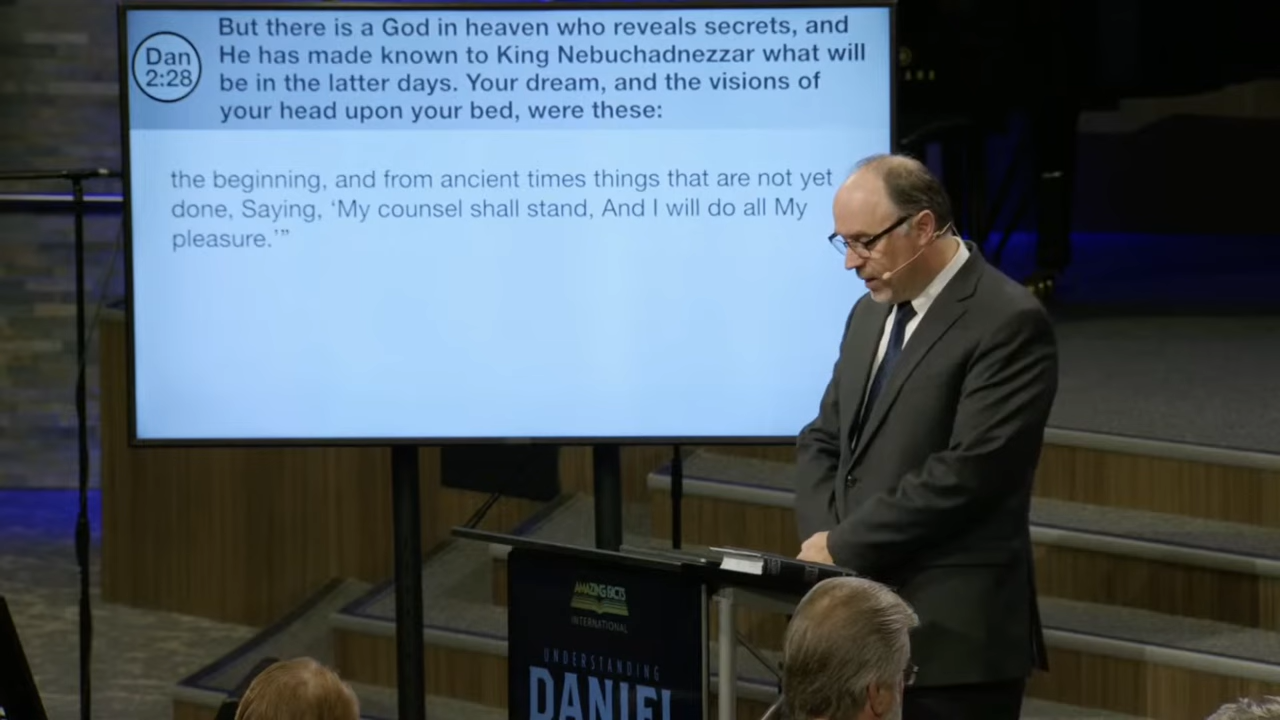 Dan
2:28
But there is a God in heaven who reveals secrets, and
He has made known to King Nebuchadnezzar what will
be in the latter days. Your dream, and the visions of
your head upon your bed, were these:
the beginning, and from ancient times things that are not yet
done, Saying, ‘My counsel shall stand, And I will do all My
pleasure.’”
AMAZING FACTS
INTERNATIONAL
UNDERSTANDING
DANIEL